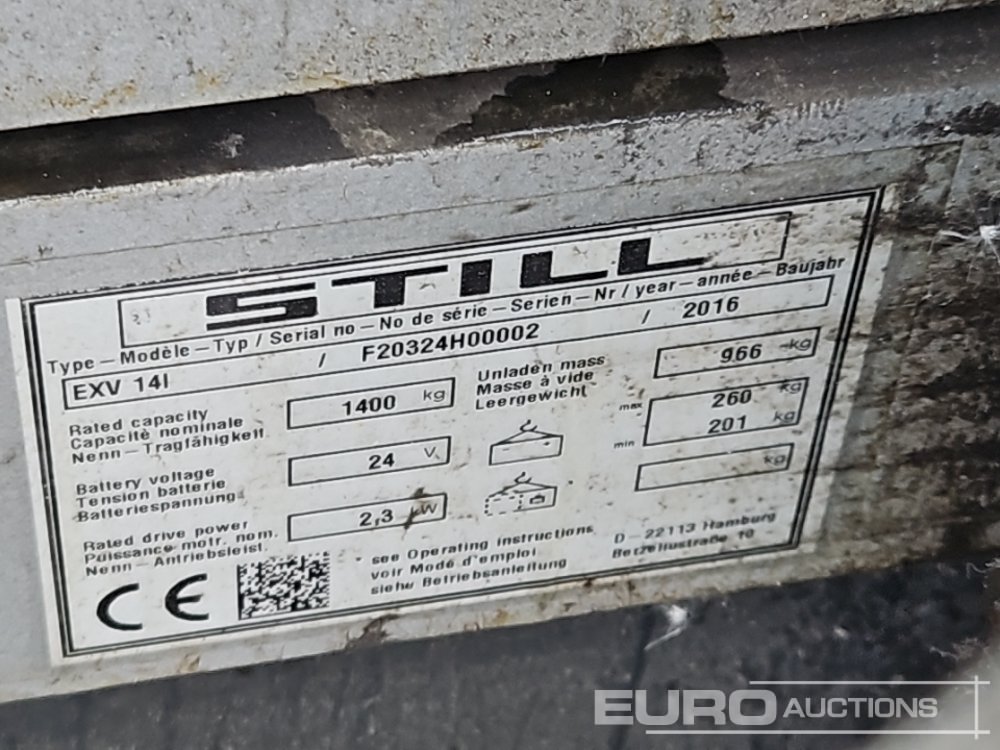 STILL
Type – Modèle – Typ / Serial no – No de série – Serien – Nr / year – année – Baujahr
EXV 14I / F20324H00002 / 2016
Rated capacity
Capacité nominale
Nenn – Tragfähigkeit
1400 kg
Unladen mass
Masse à vide
Leergewicht
966 kg
Battery voltage
Tension batterie
Batteriespannung
24 V
max 260 kg
min 201 kg
Rated drive power
Puissance motr. nom.
Nenn – Antriebsleist.
2,3 kW
kg
CE
see Operating instructions
voir Mode d'emploi
siehe Betriebsanleitung
D – 22113 Hamburg
Berzeliusstraße 10
EURO AUCTIONS